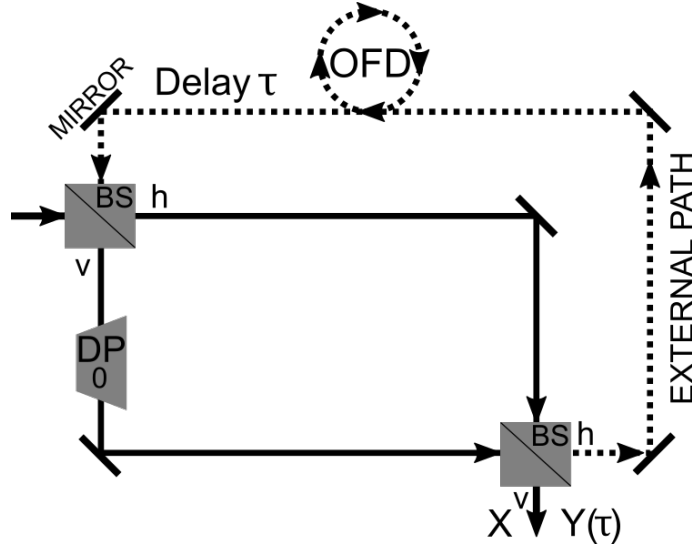 OFD
MIRROR
Delay τ
BS h
v
EXTERNAL PATH
DP
0
BS h
v
X Y(τ)